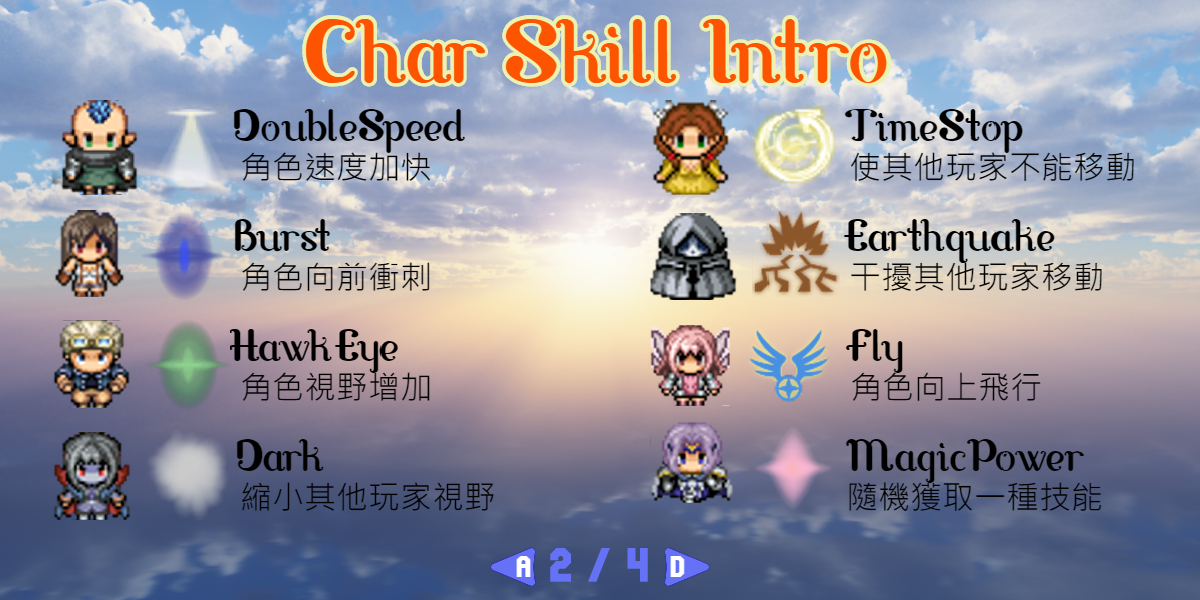 Char Skill Intro
DoubleSpeed
角色速度加快
TimeStop
使其他玩家不能移動
Burst
角色向前衝刺
Earthquake
干擾其他玩家移動
HawkEye
角色視野增加
Fly
角色向上飛行
Dark
縮小其他玩家視野
MagicPower
隨機獲取一種技能
A 2 / 4 D